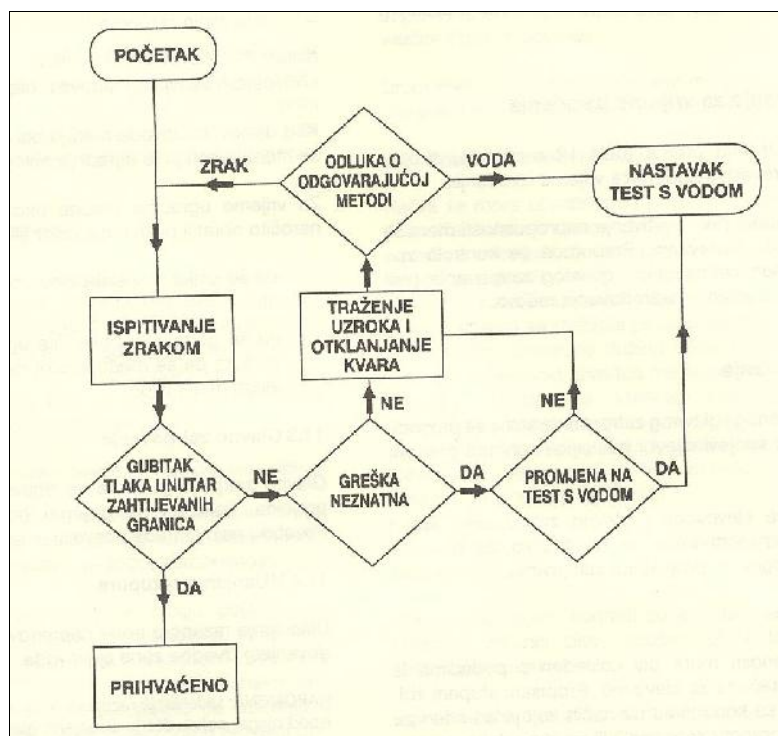 POČETAK
ZRAK
ODLUKA O
ODGOVARAJUĆOJ
METODI
VODA
NASTAVAK
TEST S VODOM
ISPITIVANJE
ZRAKOM
TRAŽENJE
UZROKA I
OTKLANJANJE
KVARA
NE
NE
GUBITAK
TLAKA UNUTAR
ZAHTIJEVANIH
GRANICA
NE
GREŠKA
NEZNATNA
DA
PROMJENA NA
TEST S VODOM
DA
DA
PRIHVAĆENO